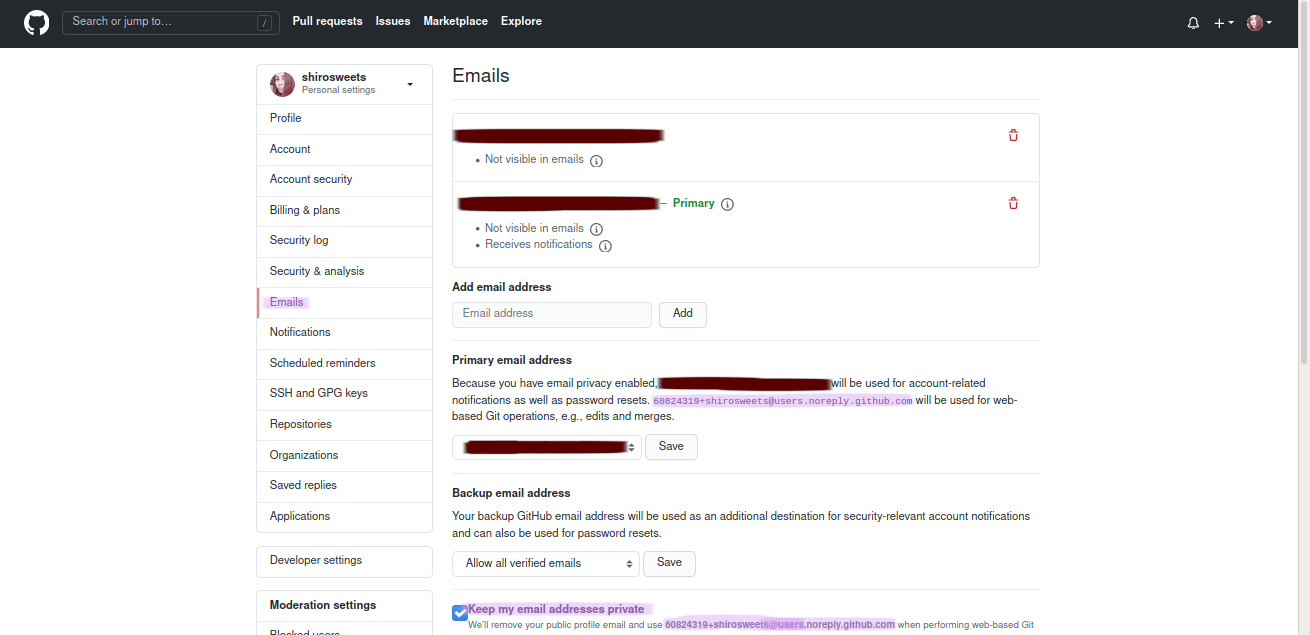 Search or jump to…
/
Pull requests
Issues
Marketplace
Explore
shirosweets
Personal settings
Profile
Account
Account security
Billing & plans
Security log
Security & analysis
Emails
Notifications
Scheduled reminders
SSH and GPG keys
Repositories
Organizations
Saved replies
Applications
Developer settings
Moderation settings
Blocked users
Emails
• Not visible in emails
– Primary
• Not visible in emails
• Receives notifications
Add email address
Email address
Add
Primary email address
Because you have email privacy enabled, will be used for account-related
notifications as well as password resets. 60824319+shirosweets@users.noreply.github.com will be used for web-
based Git operations, e.g., edits and merges.
Save
Backup email address
Your backup GitHub email address will be used as an additional destination for security-relevant account notifications
and can also be used for password resets.
Allow all verified emails
Save
Keep my email addresses private
We'll remove your public profile email and use 60824319+shirosweets@users.noreply.github.com when performing web-based Git